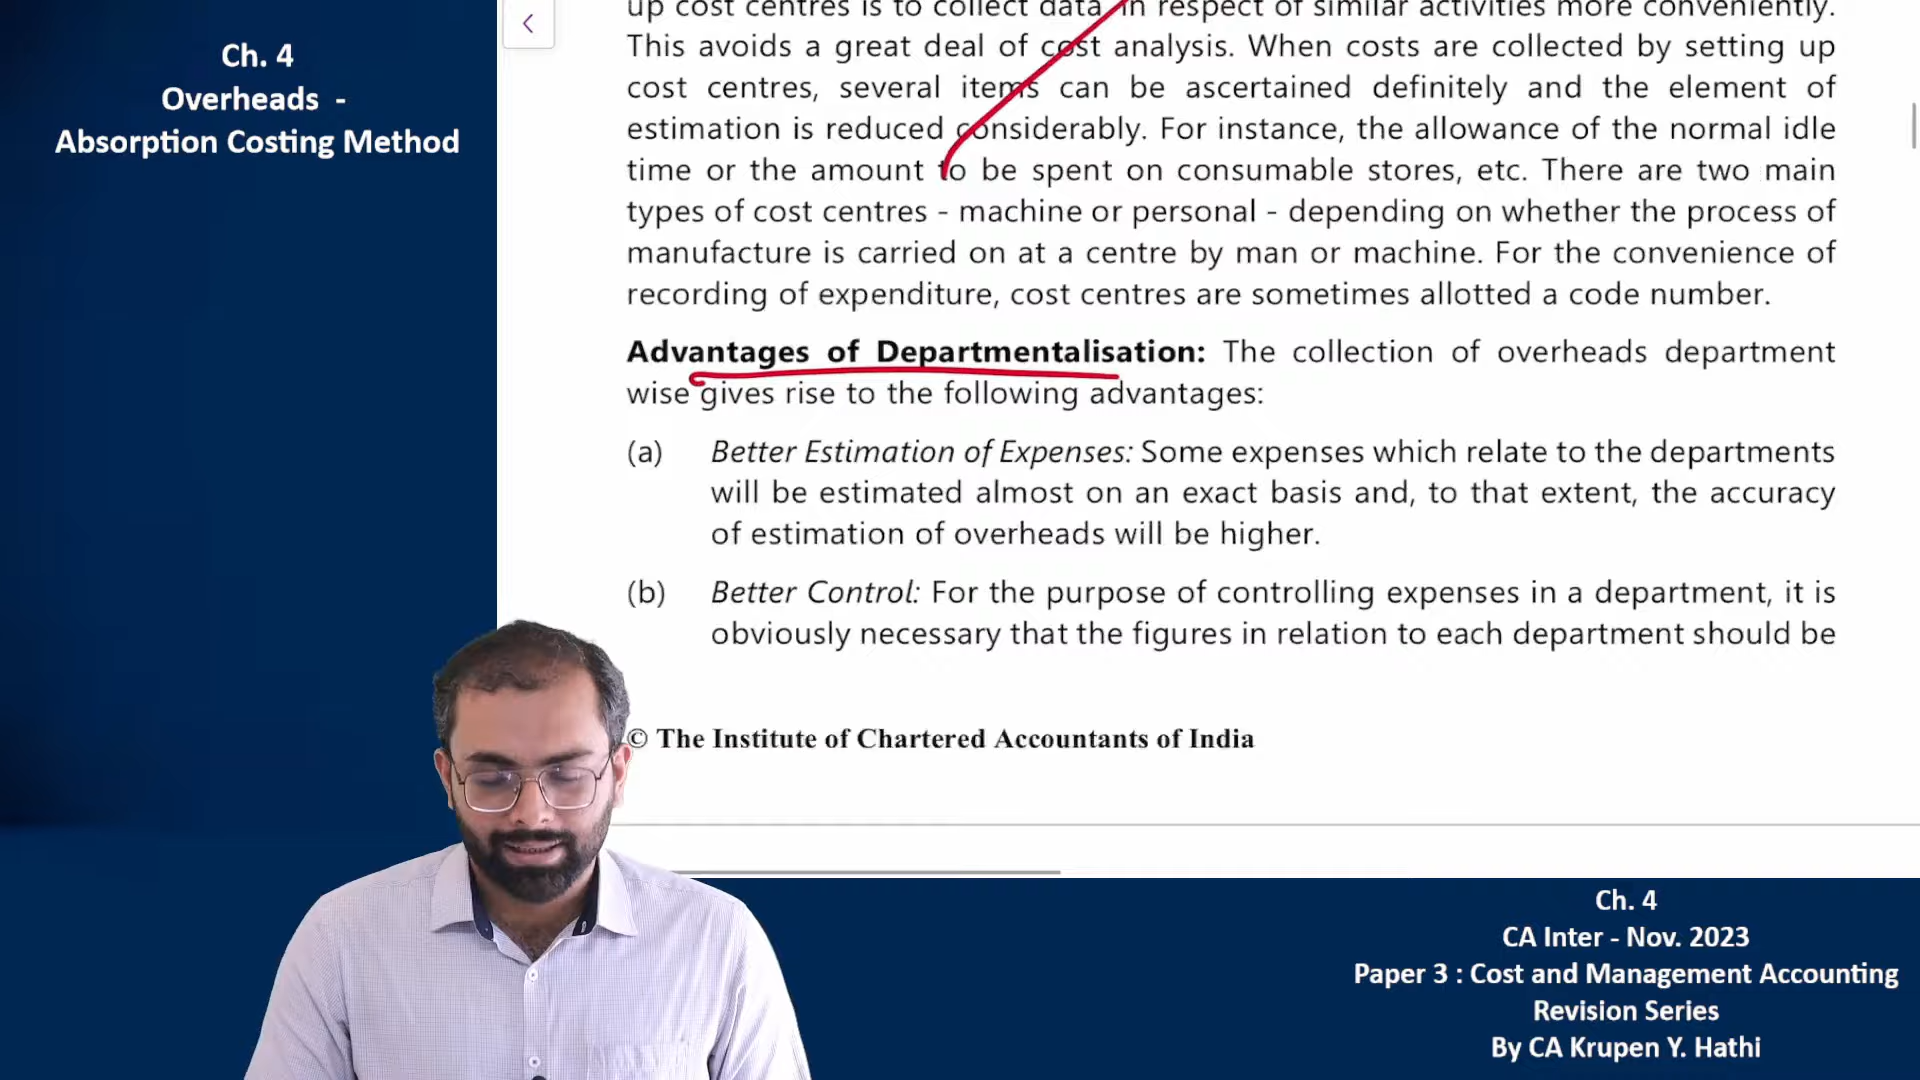 Ch. 4
Overheads -
Absorption Costing Method
up cost centres is to collect data in respect of similar activities more conveniently.
This avoids a great deal of cost analysis. When costs are collected by setting up
cost centres, several items can be ascertained definitely and the element of
estimation is reduced considerably. For instance, the allowance of the normal idle
time or the amount to be spent on consumable stores, etc. There are two main
types of cost centres - machine or personal - depending on whether the process of
manufacture is carried on at a centre by man or machine. For the convenience of
recording of expenditure, cost centres are sometimes allotted a code number.
Advantages of Departmentalisation: The collection of overheads department
wise gives rise to the following advantages:
(a) Better Estimation of Expenses: Some expenses which relate to the departments
will be estimated almost on an exact basis and, to that extent, the accuracy
of estimation of overheads will be higher.
(b) Better Control: For the purpose of controlling expenses in a department, it is
obviously necessary that the figures in relation to each department should be
© The Institute of Chartered Accountants of India
Ch. 4
CA Inter - Nov. 2023
Paper 3 : Cost and Management Accounting
Revision Series
By CA Krupen Y. Hathi